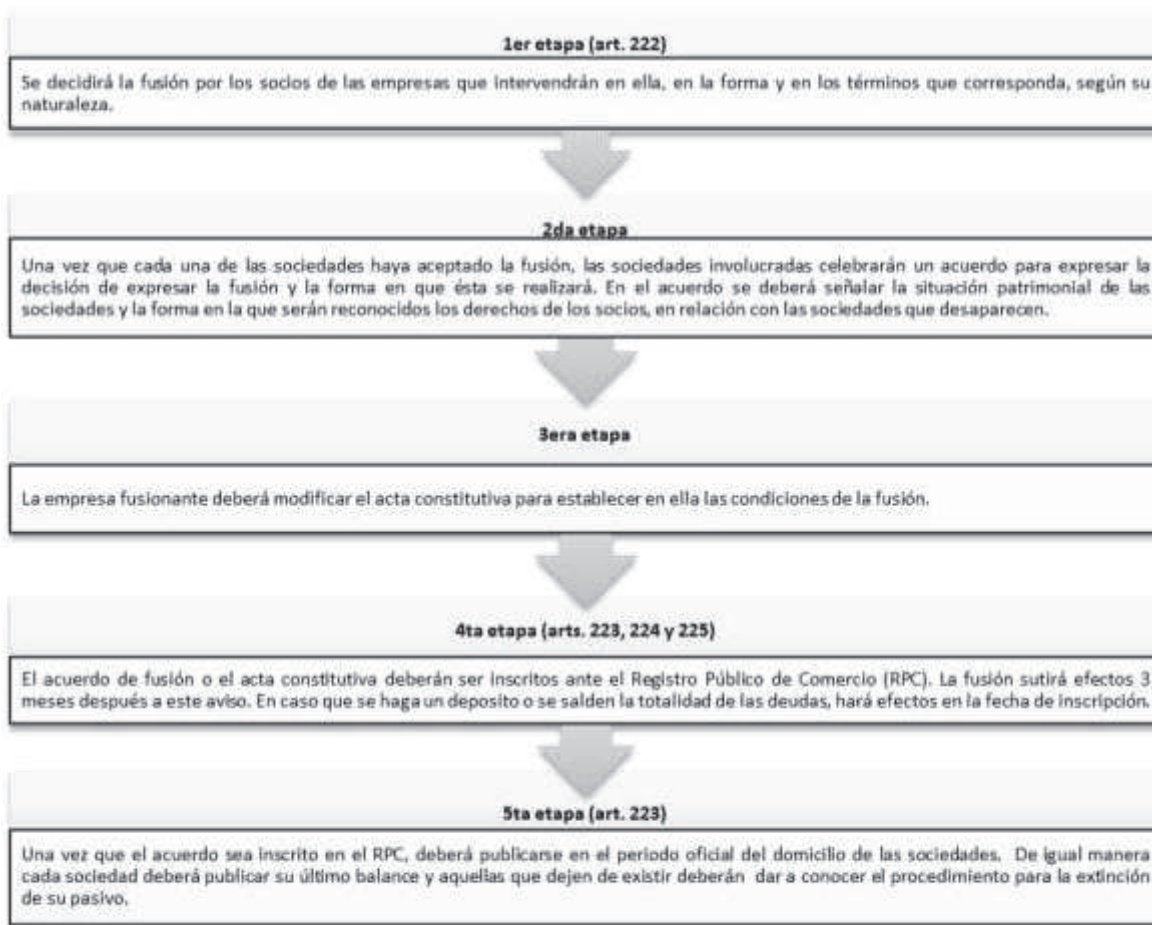 1er etapa (art. 222)
Se decidirá la fusión por los socios de las empresas que intervendrán en ella, en la forma y en los términos que corresponda, según su
naturaleza.
2da etapa
Una vez que cada una de las sociedades haya aceptado la fusión, las sociedades involucradas celebrarán un acuerdo para expresar la
decisión de expresar la fusión y la forma en que ésta se realizará. En el acuerdo se deberá señalar la situación patrimonial de las
sociedades y la forma en la que serán reconocidos los derechos de los socios, en relación con las sociedades que desaparecen.
3era etapa
La empresa fusionante deberá modificar el acta constitutiva para establecer en ella las condiciones de la fusión.
4ta etapa (arts. 223, 224 y 225)
El acuerdo de fusión o el acta constitutiva deberán ser inscritos ante el Registro Público de Comercio (RPC). La fusión sutirá efectos 3
meses después a este aviso. En caso que se haga un deposito o se salden la totalidad de las deudas, hará efectos en la fecha de inscripción.
5ta etapa (art. 223)
Una vez que el acuerdo sea inscrito en el RPC, deberá publicarse en el periodo oficial del domicilio de las sociedades. De igual manera
cada sociedad deberá publicar su último balance y aquellas que dejen de existir deberán dar a conocer el procedimiento para la extinción
de su pasivo.